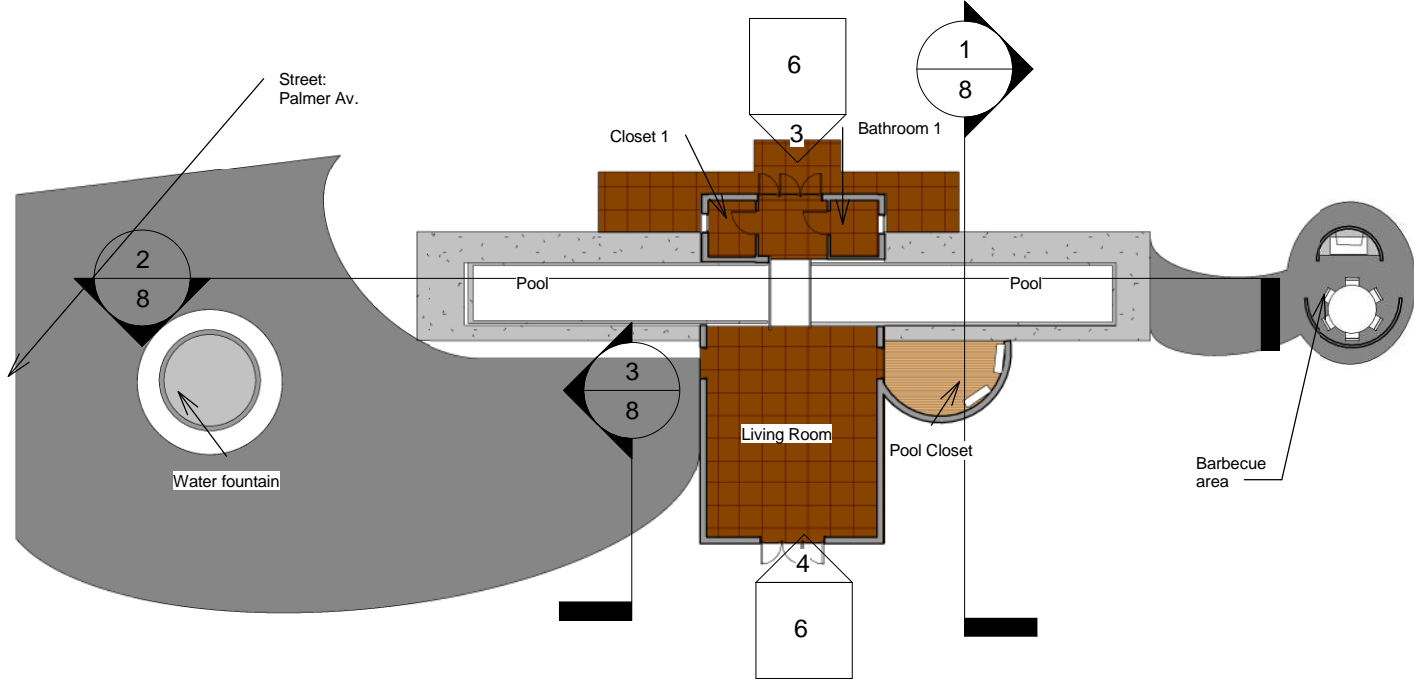 1
8
6
3
Street:
Palmer Av.
Closet 1
Bathroom 1
2
8
Pool
Pool
3
8
Living Room
Pool Closet
Water fountain
Barbecue
area
4
6